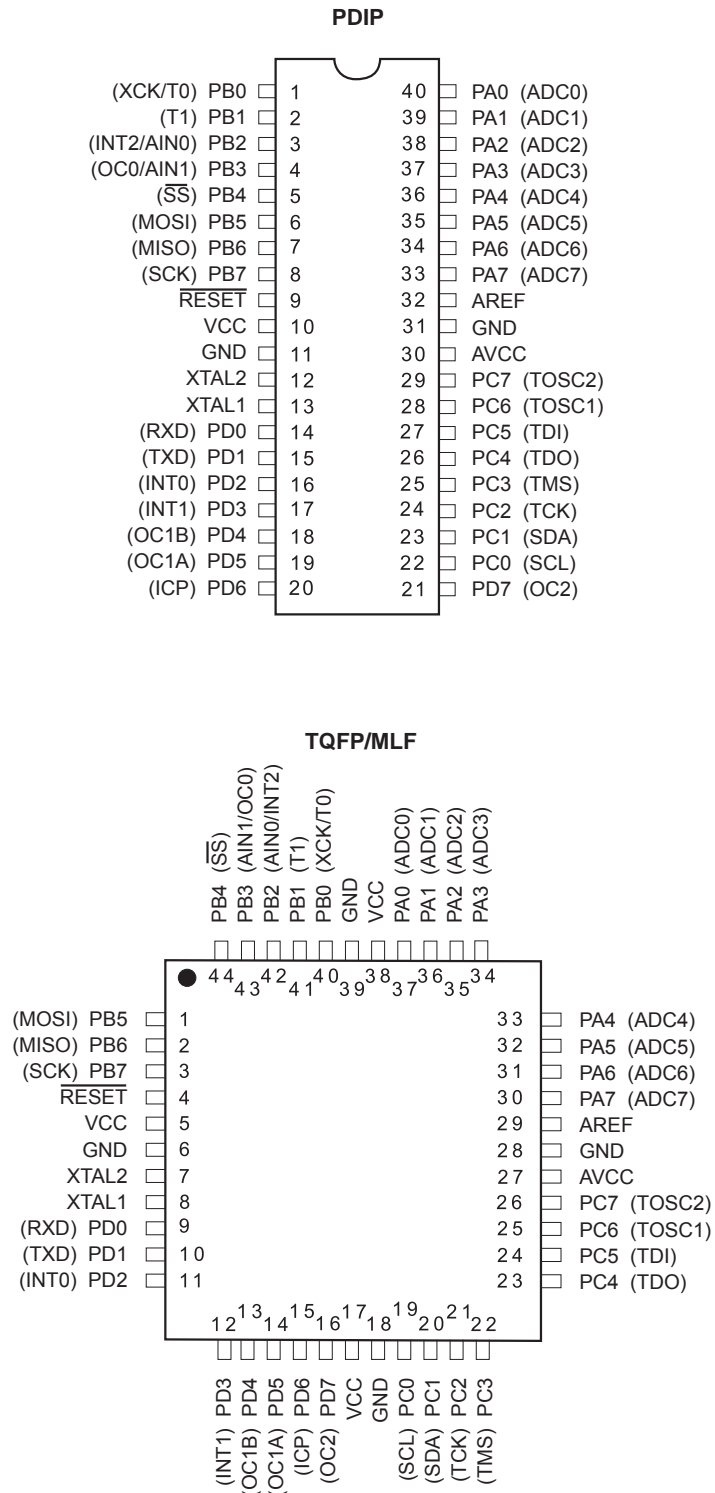 PDIP
(XCK/T0) PB0 1 40 PA0 (ADC0)
(T1) PB1 2 39 PA1 (ADC1)
(INT2/AIN0) PB2 3 38 PA2 (ADC2)
(OC0/AIN1) PB3 4 37 PA3 (ADC3)
(SS) PB4 5 36 PA4 (ADC4)
(MOSI) PB5 6 35 PA5 (ADC5)
(MISO) PB6 7 34 PA6 (ADC6)
(SCK) PB7 8 33 PA7 (ADC7)
RESET 9 32 AREF
VCC 10 31 GND
GND 11 30 AVCC
XTAL2 12 29 PC7 (TOSC2)
XTAL1 13 28 PC6 (TOSC1)
(RXD) PD0 14 27 PC5 (TDI)
(TXD) PD1 15 26 PC4 (TDO)
(INT0) PD2 16 25 PC3 (TMS)
(INT1) PD3 17 24 PC2 (TCK)
(OC1B) PD4 18 23 PC1 (SDA)
(OC1A) PD5 19 22 PC0 (SCL)
(ICP) PD6 20 21 PD7 (OC2)
TQFP/MLF
PB4 (SS)
PB3 (AIN1/OC0)
PB2 (AIN0/INT2)
PB1 (T1)
PB0 (XCK/T0)
GND
VCC
PA0 (ADC0)
PA1 (ADC1)
PA2 (ADC2)
PA3 (ADC3)
44 43 42 41 40 39 38 37 36 35 34
(MOSI) PB5 1 33 PA4 (ADC4)
(MISO) PB6 2 32 PA5 (ADC5)
(SCK) PB7 3 31 PA6 (ADC6)
RESET 4 30 PA7 (ADC7)
VCC 5 29 AREF
GND 6 28 GND
XTAL2 7 27 AVCC
XTAL1 8 26 PC7 (TOSC2)
(RXD) PD0 9 25 PC6 (TOSC1)
(TXD) PD1 10 24 PC5 (TDI)
(INT0) PD2 11 23 PC4 (TDO)
12 13 14 15 16 17 18 19 20 21 22
(INT1) PD3
(OC1B) PD4
(OC1A) PD5
(ICP) PD6
(OC2) PD7
VCC
GND
(SCL) PC0
(SDA) PC1
(TCK) PC2
(TMS) PC3